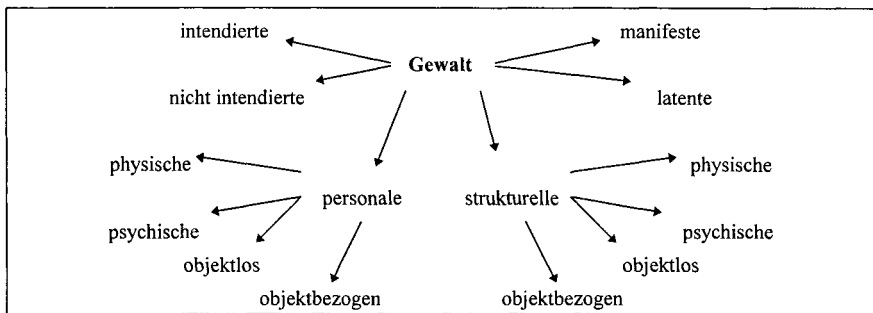 intendierte
manifeste
Gewalt
nicht intendierte
latente
physische
physische
personale
strukturelle
psychische
psychische
objektlos
objektlos
objektbezogen
objektbezogen